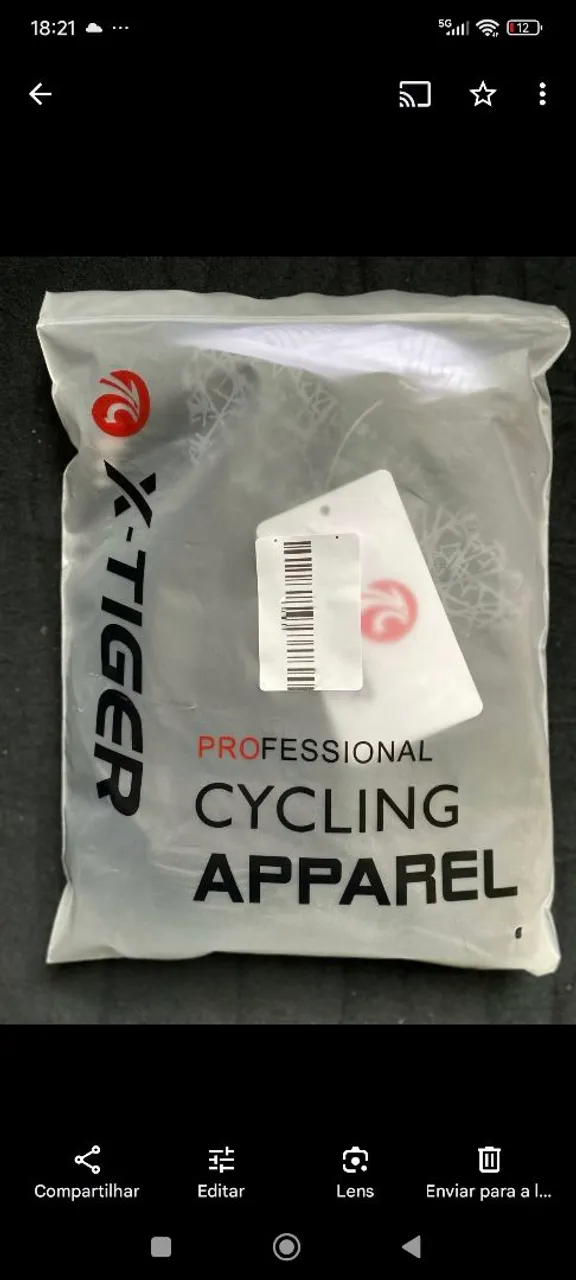 18:21
5G
12
X-TIGER
PROFESSIONAL
CYCLING
APPAREL
Compartilhar
Editar
Lens
Enviar para a l...